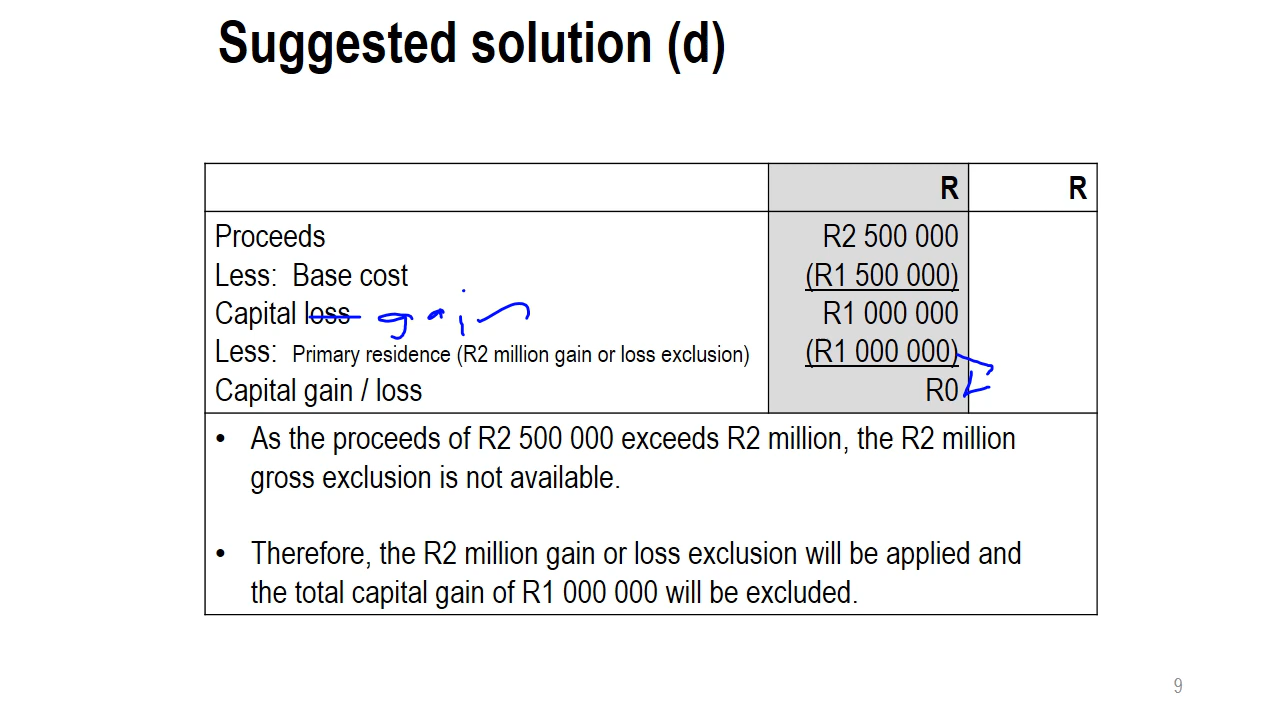 Suggested solution (d)
R R
Proceeds R2 500 000
Less: Base cost (R1 500 000)
Capital loss gain R1 000 000
Less: Primary residence (R2 million gain or loss exclusion) (R1 000 000)
Capital gain / loss R0
• As the proceeds of R2 500 000 exceeds R2 million, the R2 million
gross exclusion is not available.
• Therefore, the R2 million gain or loss exclusion will be applied and
the total capital gain of R1 000 000 will be excluded.
9